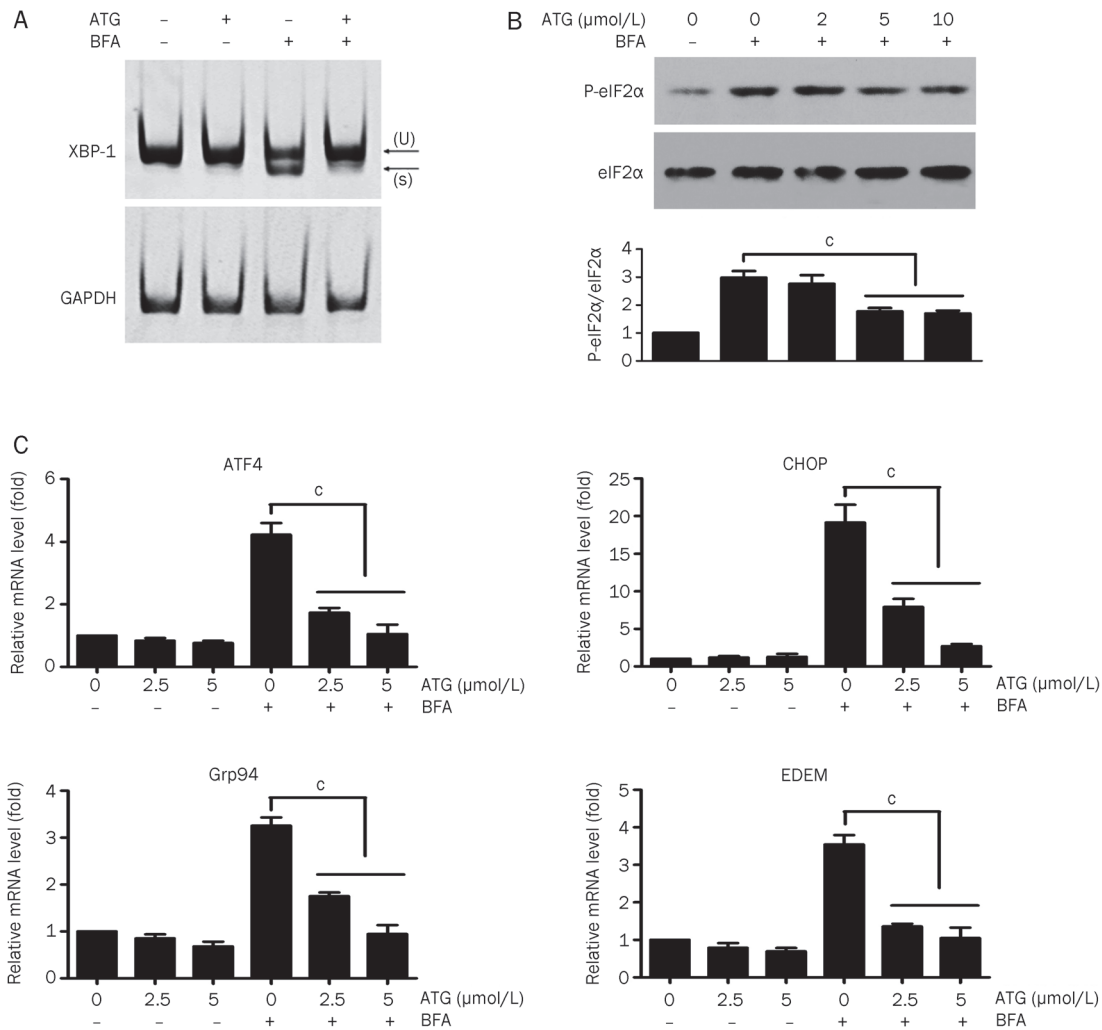 A
ATG – + – +
BFA – – + +
XBP-1
(U)
(s)
GAPDH
B
ATG (μmol/L) 0 0 2 5 10
BFA – + + + +
P-eIF2α
eIF2α
P-eIF2α/eIF2α
4
3
2
1
0
c
C
ATF4
Relative mRNA level (fold)
6
4
2
0
c
0 2.5 5 0 2.5 5 ATG (μmol/L)
– – – + + + BFA
CHOP
Relative mRNA level (fold)
25
20
15
10
5
0
c
0 2.5 5 0 2.5 5 ATG (μmol/L)
– – – + + + BFA
Grp94
Relative mRNA level (fold)
4
3
2
1
0
c
0 2.5 5 0 2.5 5 ATG (μmol/L)
– – – + + + BFA
EDEM
Relative mRNA level (fold)
5
4
3
2
1
0
c
0 2.5 5 0 2.5 5 ATG (μmol/L)
– – – + + + BFA